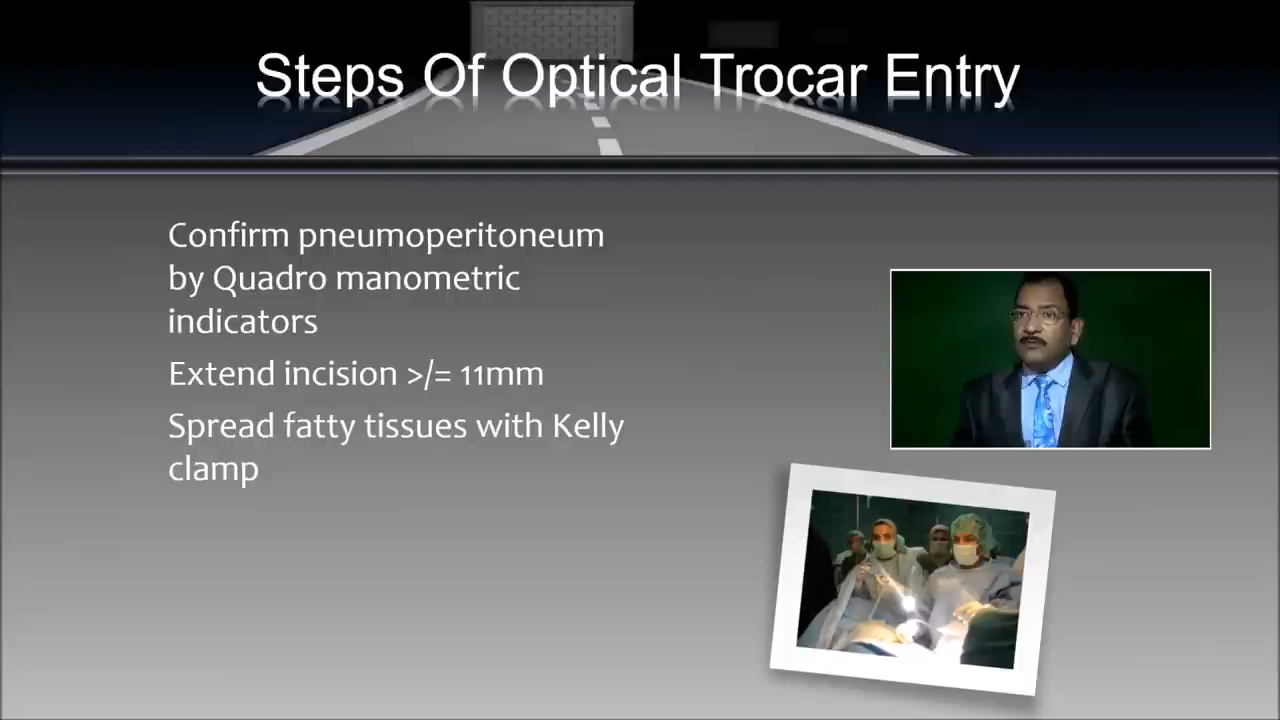 Steps Of Optical Trocar Entry
Confirm pneumoperitoneum
by Quadro manometric
indicators
Extend incision >/= 11mm
Spread fatty tissues with Kelly
clamp